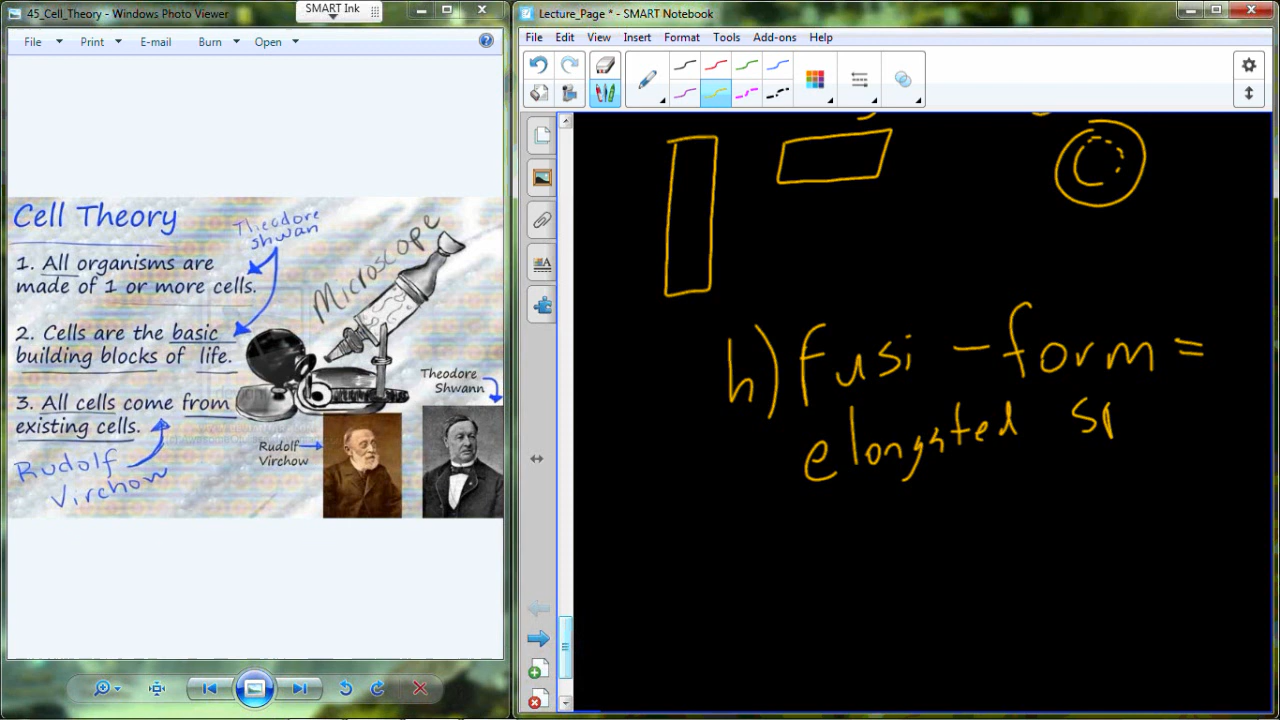 45_Cell_Theory - Windows Photo Viewer
SMART Ink
File Print E-mail Burn Open
Cell Theory
Theodore
shwan
1. All organisms are
made of 1 or more cells.
Microscope
2. Cells are the basic
building blocks of life.
3. All cells come from
existing cells.
Theodore
Shwann
Rudolf
Virchow
Rudolf
Virchow
Lecture_Page * - SMART Notebook
File Edit View Insert Format Tools Add-ons Help
h) Fusi - form =
elongated sp